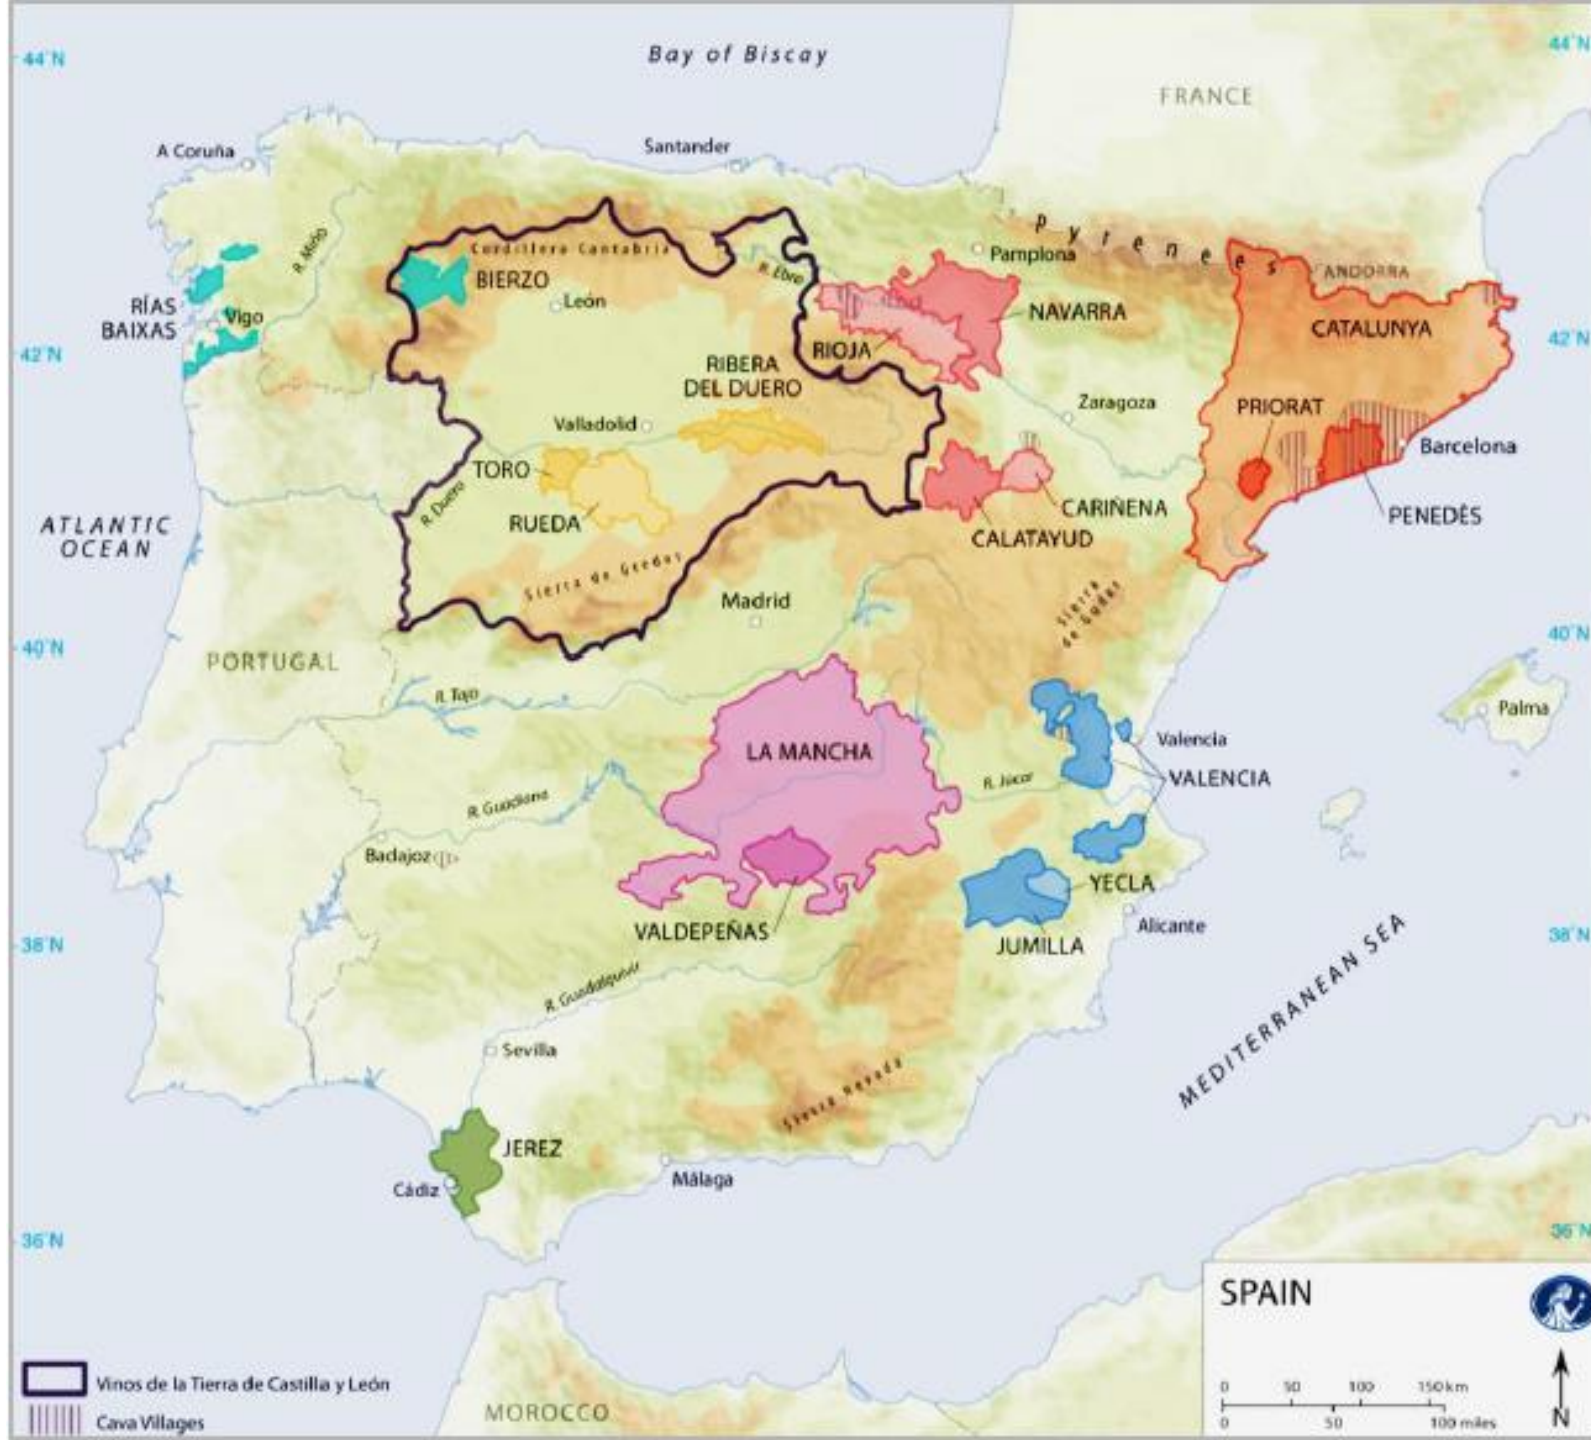 44°N
Bay of Biscay
44°N
FRANCE
A Coruña
Santander
Pyrenees
R. Miño
Cordillera Cantabria
Pamplona
R. Ebro
ANDORRA
BIERZO
León
RÍAS
BAIXAS
Vigo
NAVARRA
CATALUNYA
42°N
RIOJA
42°N
RIBERA
DEL DUERO
Zaragoza
PRIORAT
Valladolid
Barcelona
TORO
R. Duero
RUEDA
CARIÑENA
PENEDÈS
ATLANTIC
OCEAN
CALATAYUD
Sierra de Gredos
Madrid
Sierra
de Gudar
40°N
PORTUGAL
40°N
R. Tajo
Palma
LA MANCHA
Valencia
VALENCIA
R. Júcar
R. Guadiana
Badajoz
YECLA
VALDEPEÑAS
Alicante
38°N
JUMILLA
38°N
R. Guadalquivir
MEDITERRANEAN SEA
Sevilla
Sierra Nevada
JEREZ
Cádiz
Málaga
36°N
36°N
SPAIN
Vinos de la Tierra de Castilla y León
0 50 100 150 km
0 50 100 miles
N
Cava Villages
MOROCCO